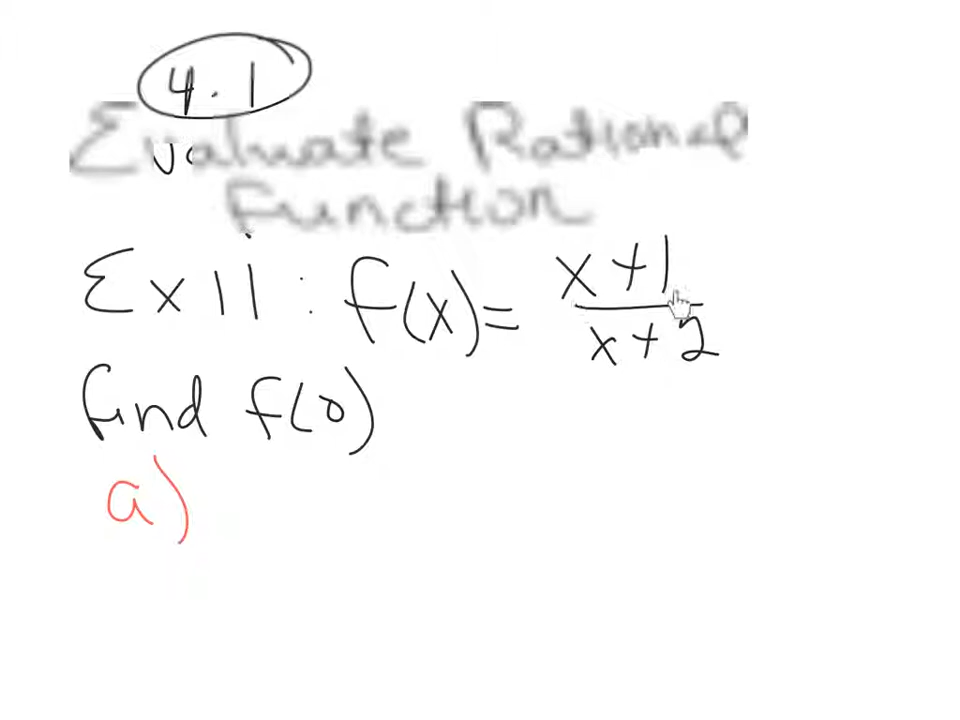 4.1
Evaluate Rational
Function
Ex 11 : f(x) = (x+1)/(x+2)
find f(0)
a)